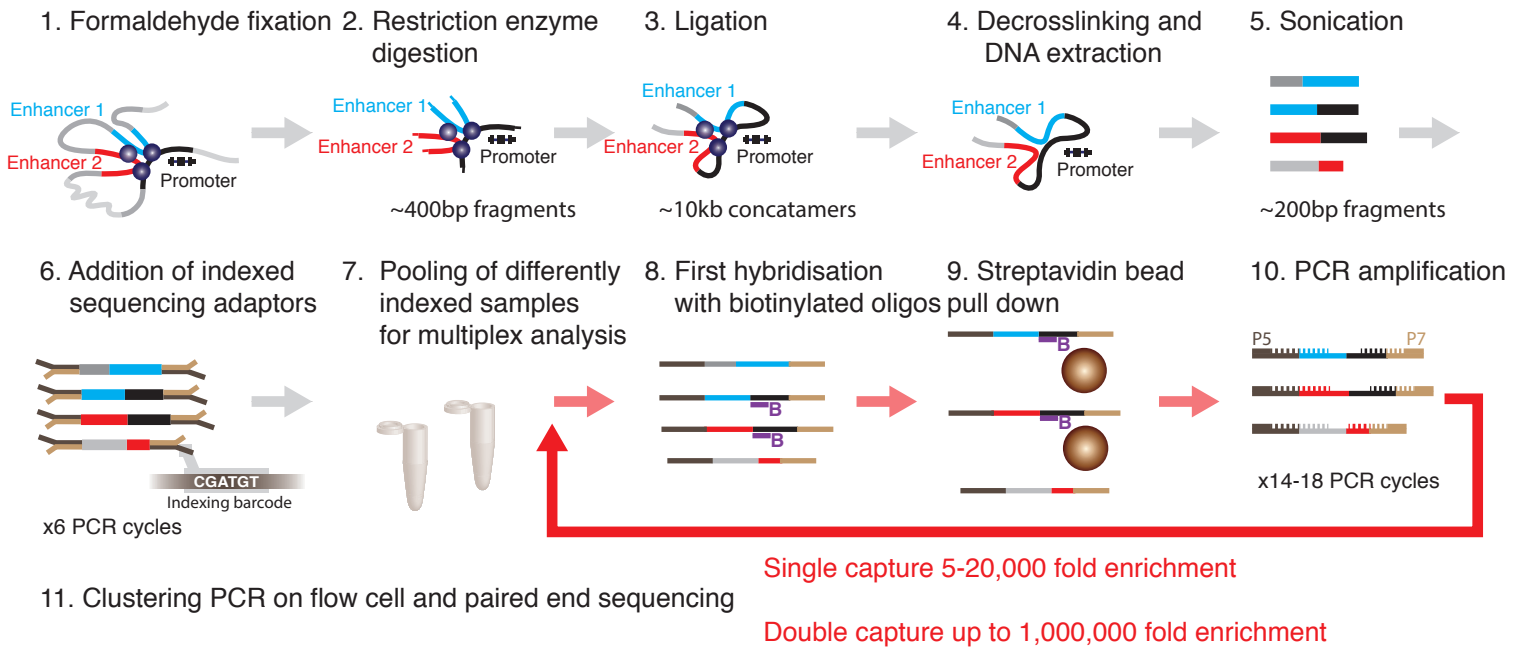 1. Formaldehyde fixation
2. Restriction enzyme
digestion
3. Ligation
4. Decrosslinking and
DNA extraction
5. Sonication
Enhancer 1
Enhancer 2
Promoter
Enhancer 1
Enhancer 2
Promoter
~400bp fragments
Enhancer 1
Enhancer 2
Promoter
~10kb concatamers
Enhancer 1
Enhancer 2
Promoter
~200bp fragments
6. Addition of indexed
sequencing adaptors
7. Pooling of differently
indexed samples
for multiplex analysis
8. First hybridisation
with biotinylated oligos
9. Streptavidin bead
pull down
10. PCR amplification
CGATGT
Indexing barcode
x6 PCR cycles
B
B
B
B
P5
P7
x14-18 PCR cycles
Single capture 5-20,000 fold enrichment
11. Clustering PCR on flow cell and paired end sequencing
Double capture up to 1,000,000 fold enrichment